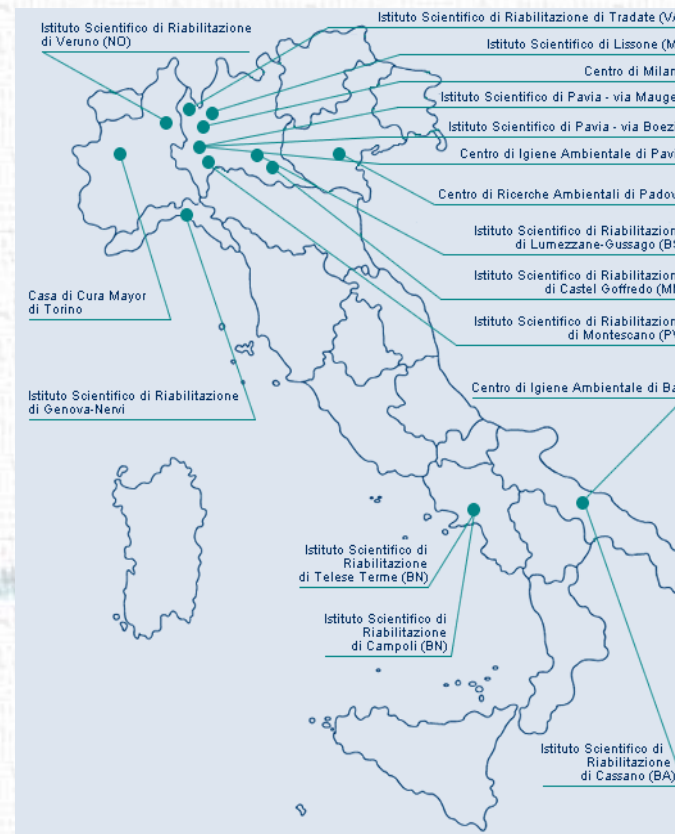 Istituto Scientifico di Riabilitazione
di Veruno (NO)
Istituto Scientifico di Riabilitazione di Tradate (VA
Istituto Scientifico di Lissone (M
Centro di Milan
Istituto Scientifico di Pavia - via Mauge
Istituto Scientifico di Pavia - via Boezi
Centro di Igiene Ambientale di Pavi
Centro di Ricerche Ambientali di Padov
Istituto Scientifico di Riabilitazion
di Lumezzane-Gussago (BS
Istituto Scientifico di Riabilitazion
di Castel Goffredo (MN
Istituto Scientifico di Riabilitazion
di Montescano (PV
Casa di Cura Mayor
di Torino
Istituto Scientifico di Riabilitazione
di Genova-Nervi
Centro di Igiene Ambientale di Ba
Istituto Scientifico di
Riabilitazione
di Telese Terme (BN)
Istituto Scientifico di
Riabilitazione
di Campoli (BN)
Istituto Scientifico di
Riabilitazione
di Cassano (BA)